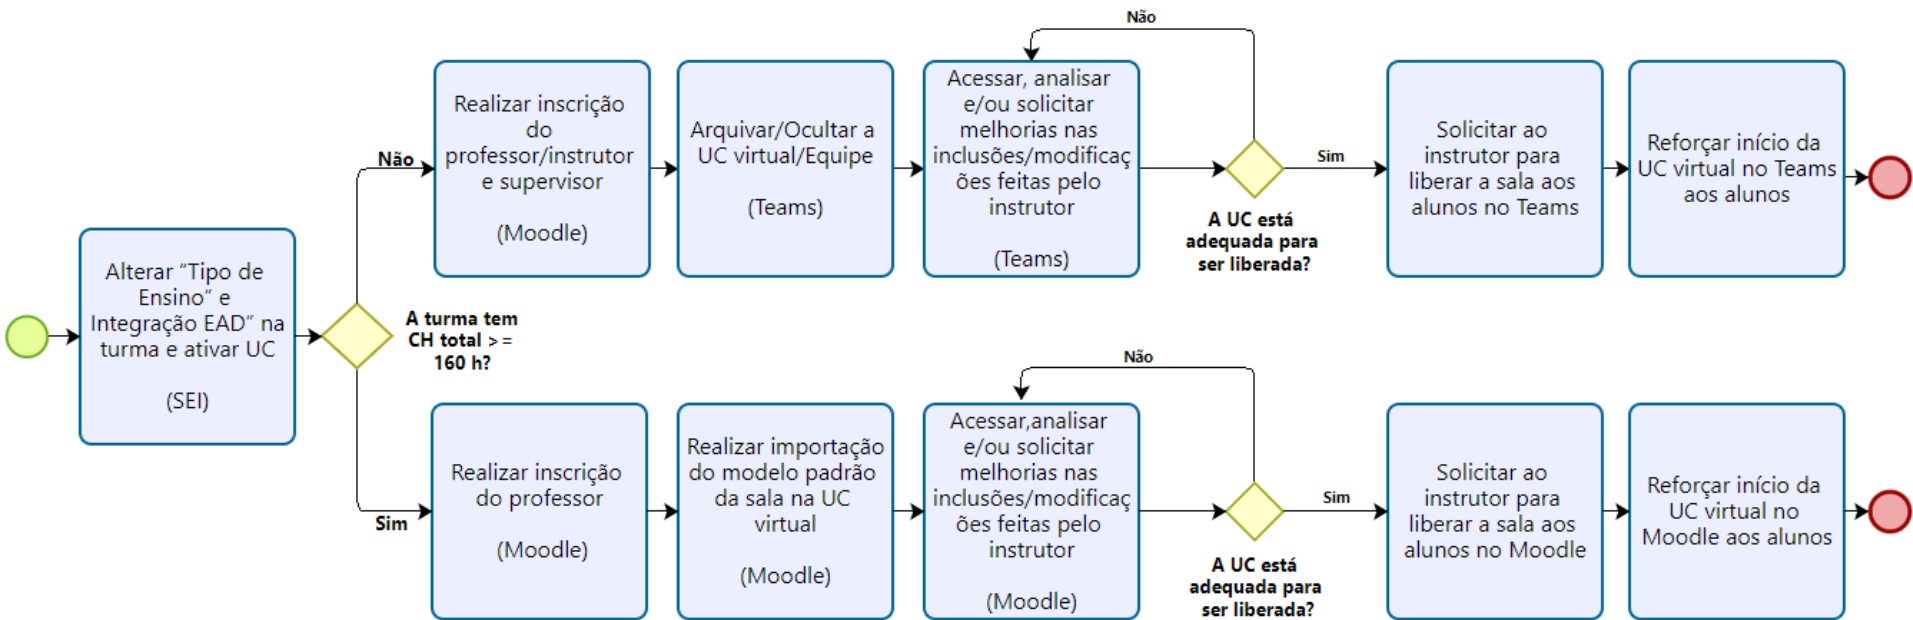 Alterar “Tipo de
Ensino” e
Integração EAD” na
turma e ativar UC
(SEI)
A turma tem
CH total >=
160 h?
Não
Realizar inscrição
do
professor/instrutor
e supervisor
(Moodle)
Arquivar/Ocultar a
UC virtual/Equipe
(Teams)
Acessar, analisar
e/ou solicitar
melhorias nas
inclusões/modificaç
ões feitas pelo
instrutor
(Teams)
Não
A UC está
adequada para
ser liberada?
Sim
Solicitar ao
instrutor para
liberar a sala aos
alunos no Teams
Reforçar início da
UC virtual no Teams
aos alunos
Sim
Realizar inscrição
do professor
(Moodle)
Realizar importação
do modelo padrão
da sala na UC
virtual
(Moodle)
Acessar,analisar
e/ou solicitar
melhorias nas
inclusões/modificaç
ões feitas pelo
instrutor
(Moodle)
Não
A UC está
adequada para
ser liberada?
Sim
Solicitar ao
instrutor para
liberar a sala aos
alunos no Moodle
Reforçar início da
UC virtual no
Moodle aos alunos